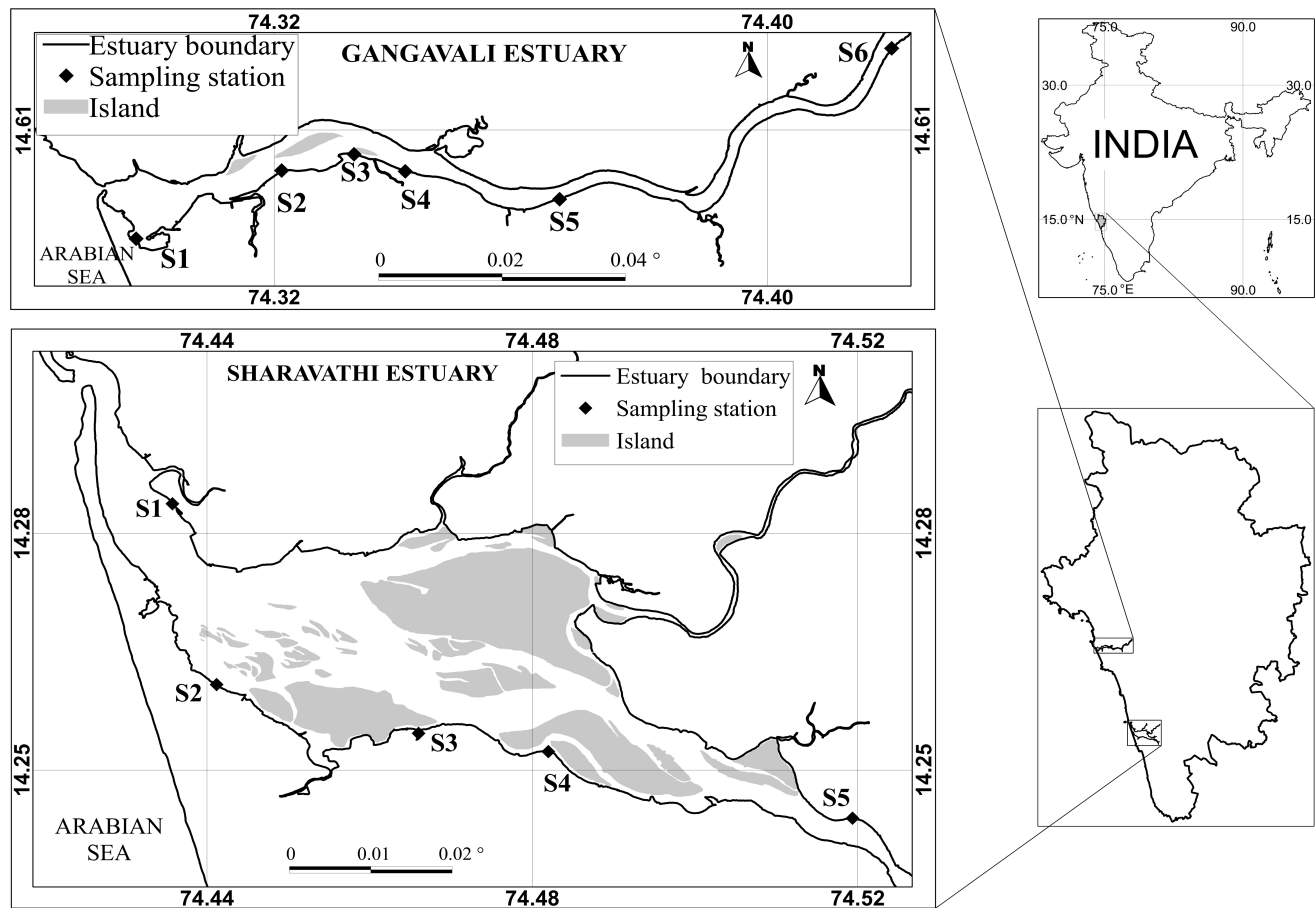 74.32
74.40
Estuary boundary
Sampling station
Island
GANGAVALI ESTUARY
N
S6
14.61
14.61
S3
S2
S4
S5
S1
ARABIAN
SEA
0
0.02
0.04 °
74.32
74.40
74.44
74.48
74.52
SHARAVATHI ESTUARY
Estuary boundary
Sampling station
Island
N
S1
14.28
14.28
S2
S3
S4
14.25
14.25
S5
ARABIAN
SEA
0
0.01
0.02 °
74.44
74.48
74.52
75.0
90.0
30.0
30.0
INDIA
15.0 °N
15.0
75.0 °E
90.0